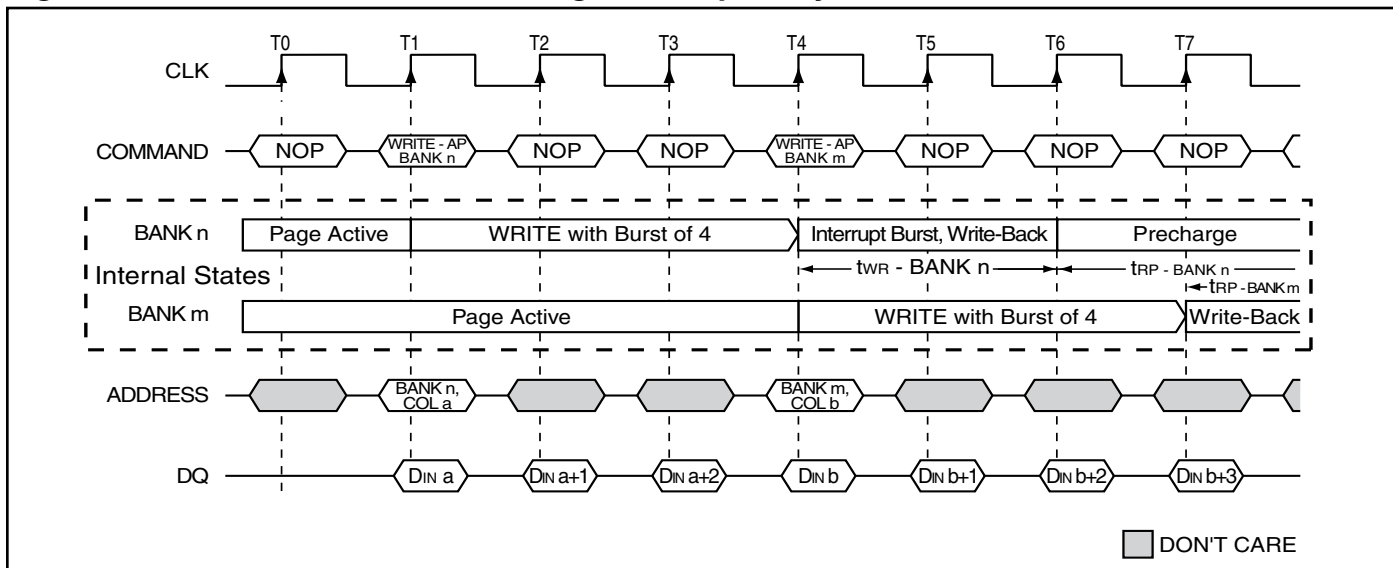 T0 T1 T2 T3 T4 T5 T6 T7
CLK
COMMAND NOP WRITE - AP BANK n NOP NOP WRITE - AP BANK m NOP NOP NOP
BANK n Page Active WRITE with Burst of 4 Interrupt Burst, Write-Back Precharge
Internal States tWR - BANK n tRP - BANK n
tRP - BANK m
BANK m Page Active WRITE with Burst of 4 Write-Back
ADDRESS BANK n, COL a BANK m, COL b
DQ DIN a DIN a+1 DIN a+2 DIN b DIN b+1 DIN b+2 DIN b+3
DON'T CARE